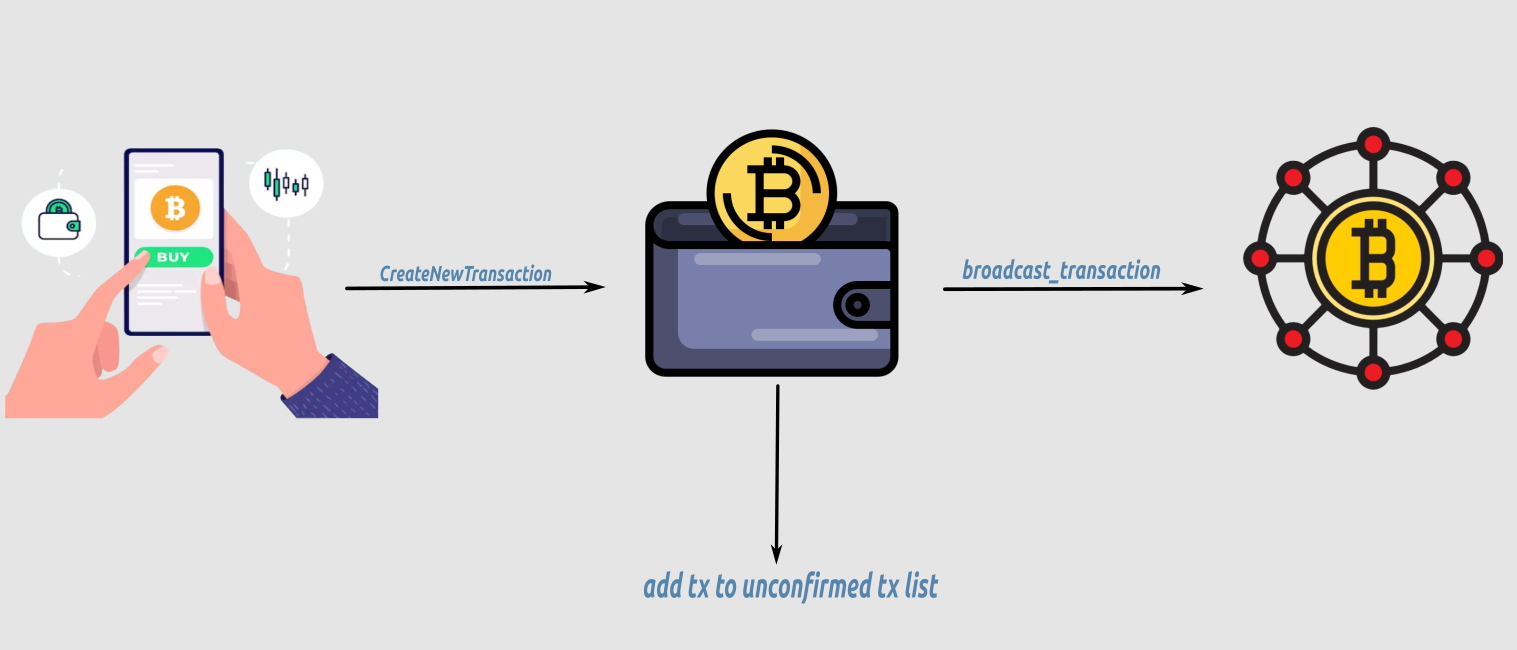 BUY
CreateNewTransaction
broadcast_transaction
add tx to unconfirmed tx list